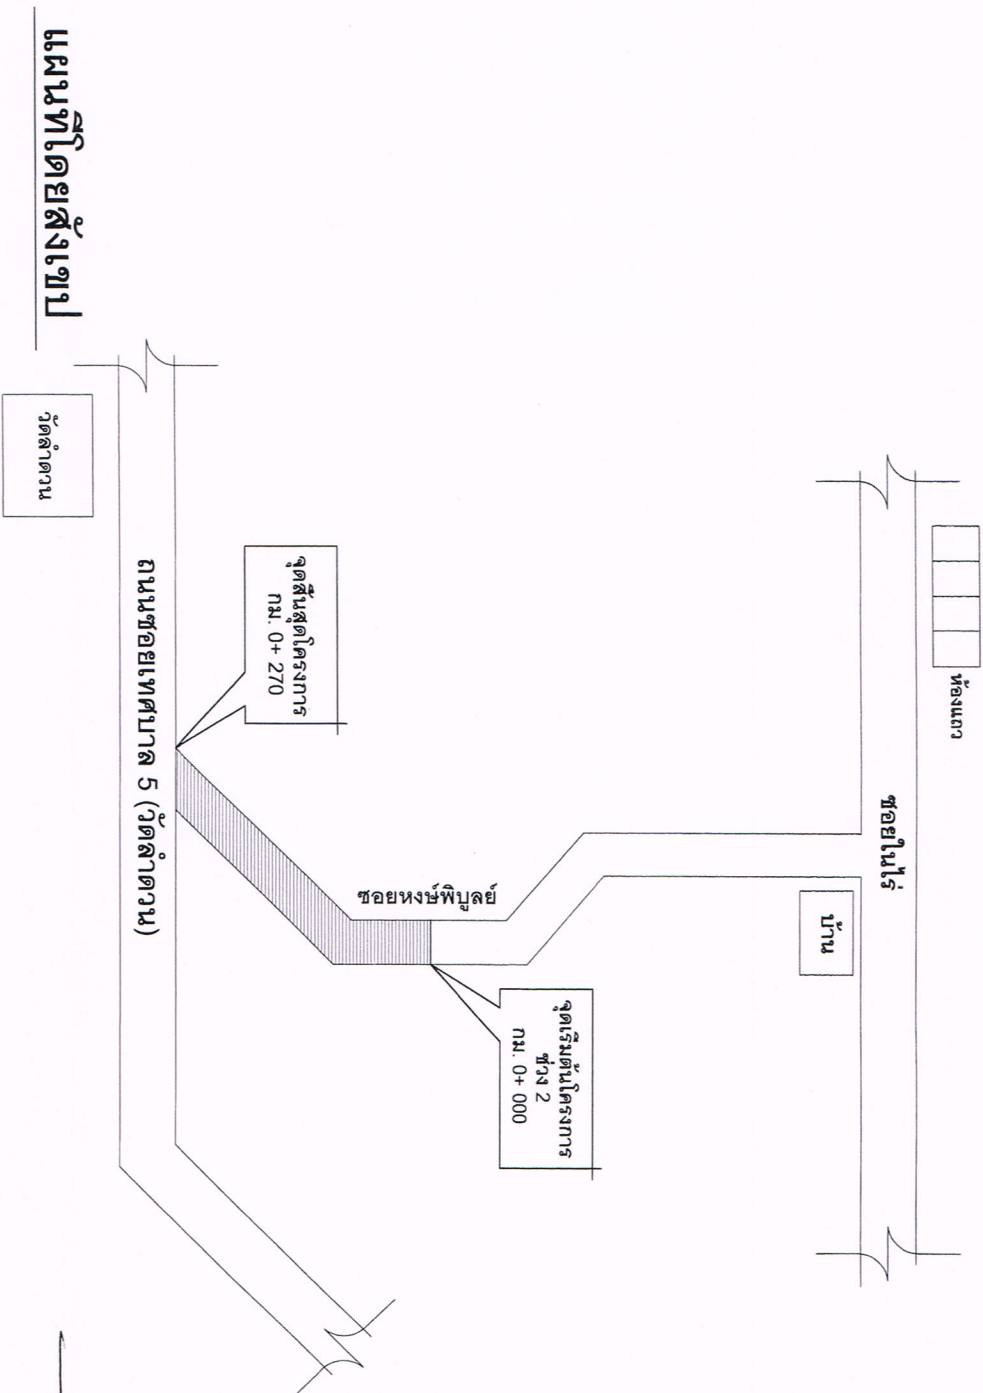 ห้องแถว
ซอยในไร่
บ้าน
จุดเริ่มต้นโครงการ
ช่วง 2
กม. 0+ 000
ซอยหงษ์พิบูลย์
จุดสิ้นสุดโครงการ
กม. 0+ 270
ถนนซอยเทศบาล 5 (วัดลำดวน)
วัดลำดวน
แผนที่โดยสังเขป